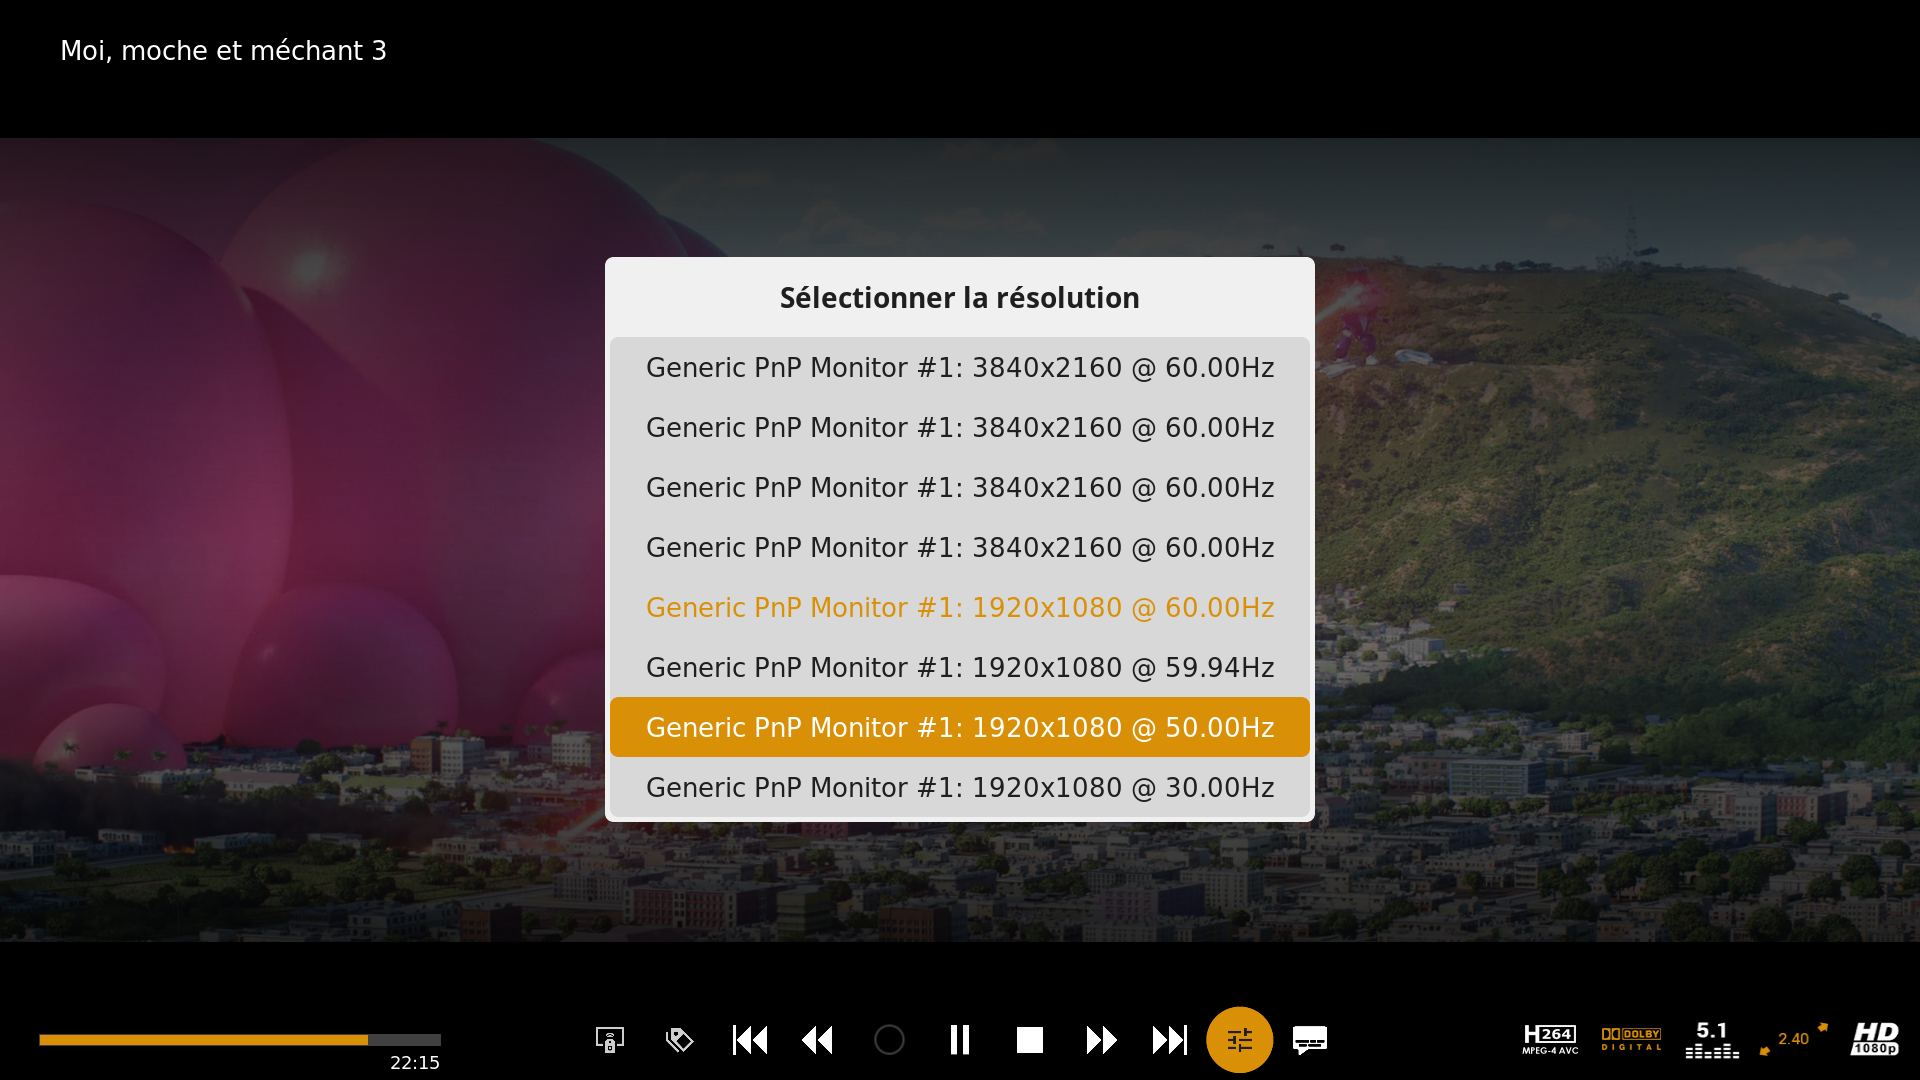 Moi, moche et méchant 3
Sélectionner la résolution
Generic PnP Monitor #1: 3840x2160 @ 60.00Hz
Generic PnP Monitor #1: 3840x2160 @ 60.00Hz
Generic PnP Monitor #1: 3840x2160 @ 60.00Hz
Generic PnP Monitor #1: 3840x2160 @ 60.00Hz
Generic PnP Monitor #1: 1920x1080 @ 60.00Hz
Generic PnP Monitor #1: 1920x1080 @ 59.94Hz
Generic PnP Monitor #1: 1920x1080 @ 50.00Hz
Generic PnP Monitor #1: 1920x1080 @ 30.00Hz
22:15
H264
MPEG-4 AVC
DOLBY
DIGITAL
5.1
2.40
HD
1080p